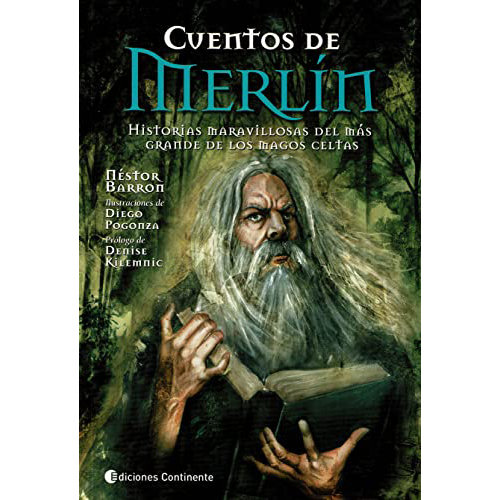 Cuentos de
Merlín
Historias maravillosas del más
grande de los magos celtas
Néstor
Barron
Ilustraciones de
Diego
Pogonza
Prólogo de
Denise
Kilemnic
Ediciones Continente